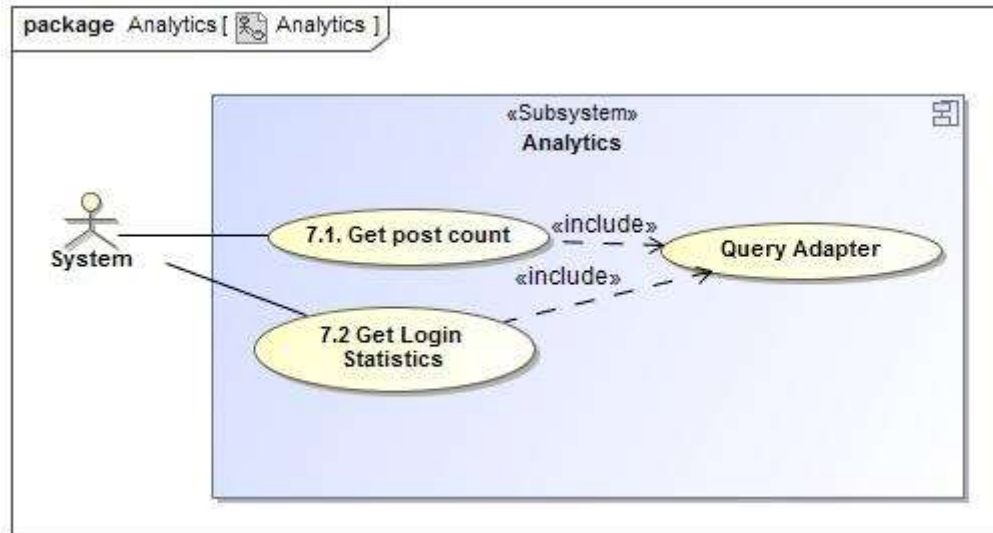 package Analytics [ Analytics ]
«Subsystem»
Analytics
System
7.1. Get post count
«include»
Query Adapter
«include»
7.2 Get Login
Statistics